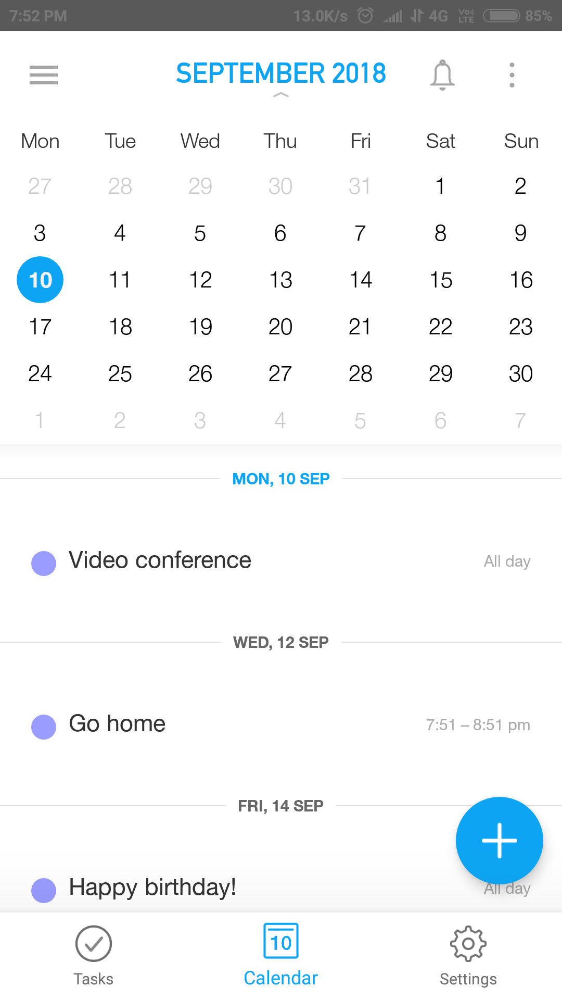 7:52 PM 13.0K/s 4G Vo LTE 85%
SEPTEMBER 2018
Mon Tue Wed Thu Fri Sat Sun
27 28 29 30 31 1 2
3 4 5 6 7 8 9
10 11 12 13 14 15 16
17 18 19 20 21 22 23
24 25 26 27 28 29 30
1 2 3 4 5 6 7
MON, 10 SEP
Video conference All day
WED, 12 SEP
Go home 7:51 – 8:51 pm
FRI, 14 SEP
Happy birthday! All day
10
Tasks Calendar Settings